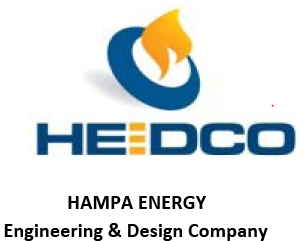 HEDCO
HAMPA ENERGY
Engineering & Design Company